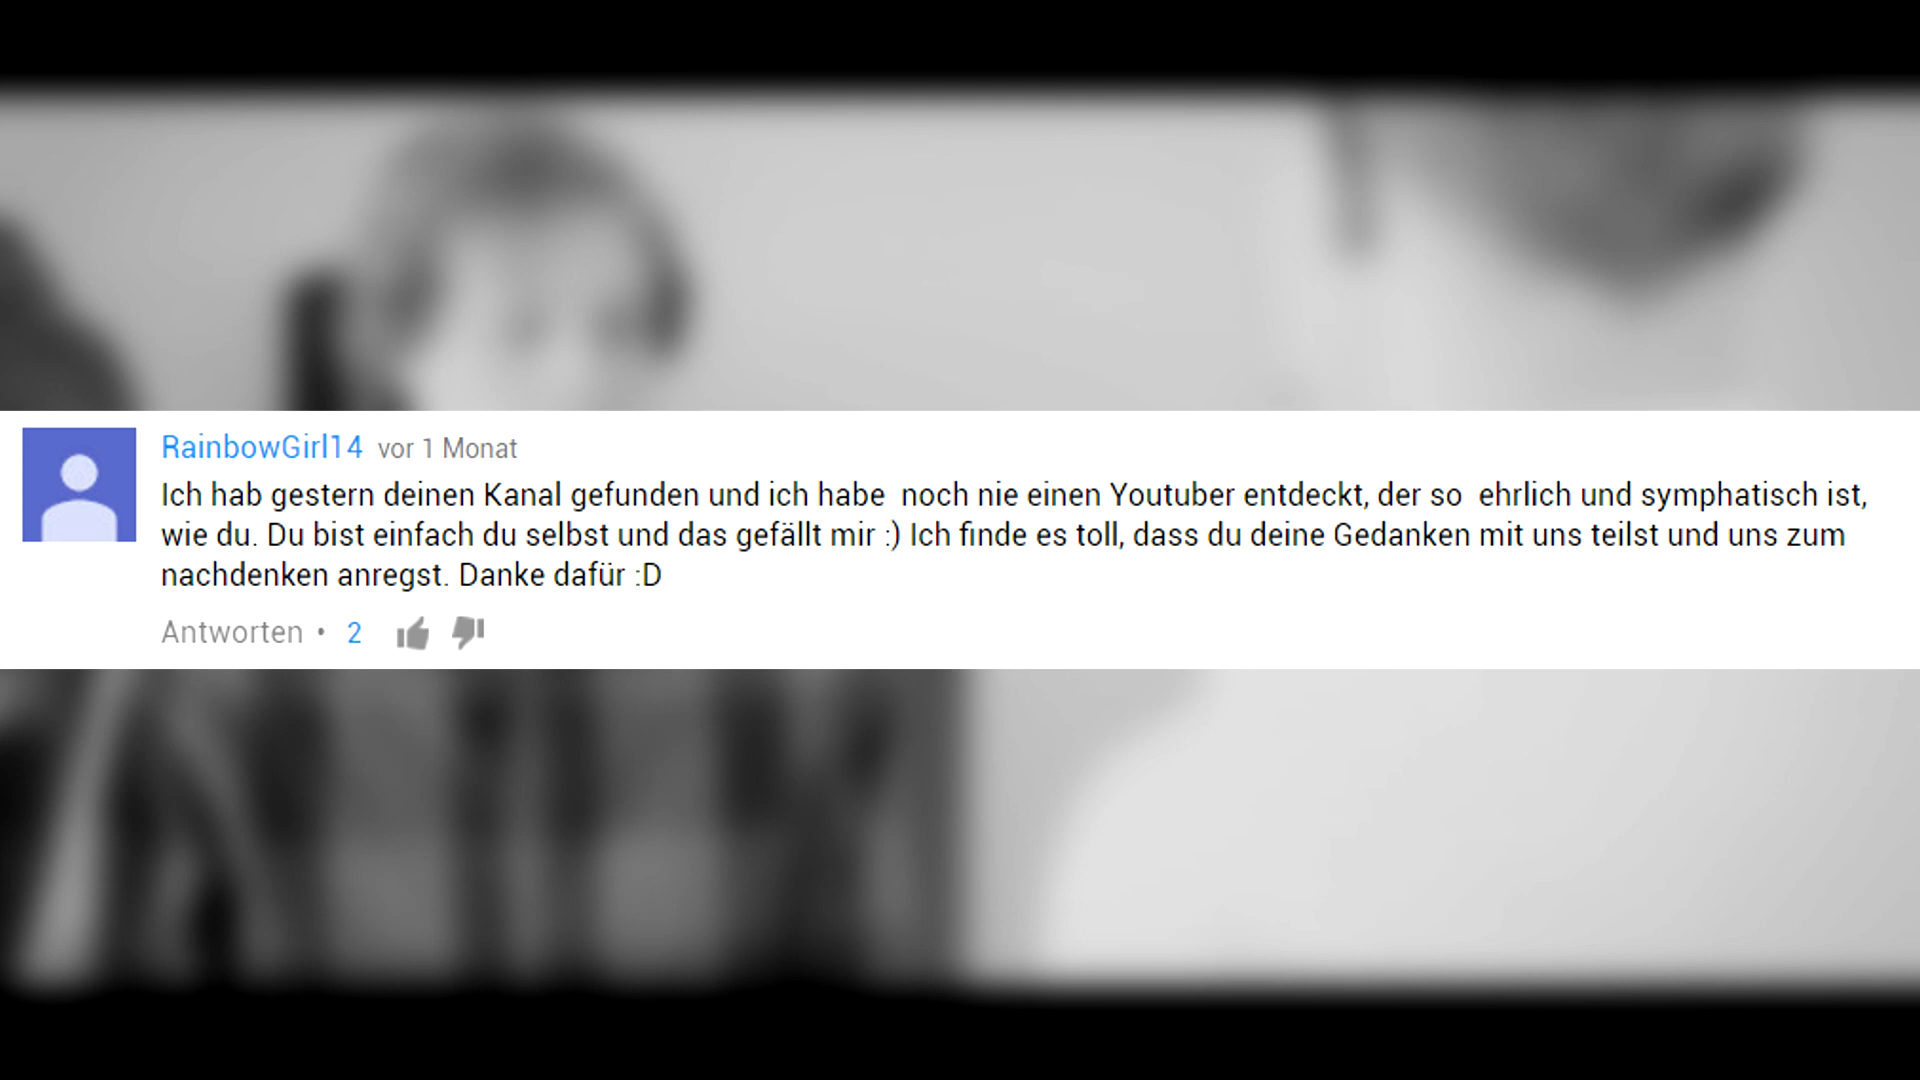 RainbowGirl14 vor 1 Monat
Ich hab gestern deinen Kanal gefunden und ich habe  noch nie einen Youtuber entdeckt, der so  ehrlich und symphatisch ist,
wie du. Du bist einfach du selbst und das gefällt mir :) Ich finde es toll, dass du deine Gedanken mit uns teilst und uns zum
nachdenken anregst. Danke dafür :D
Antworten • 2